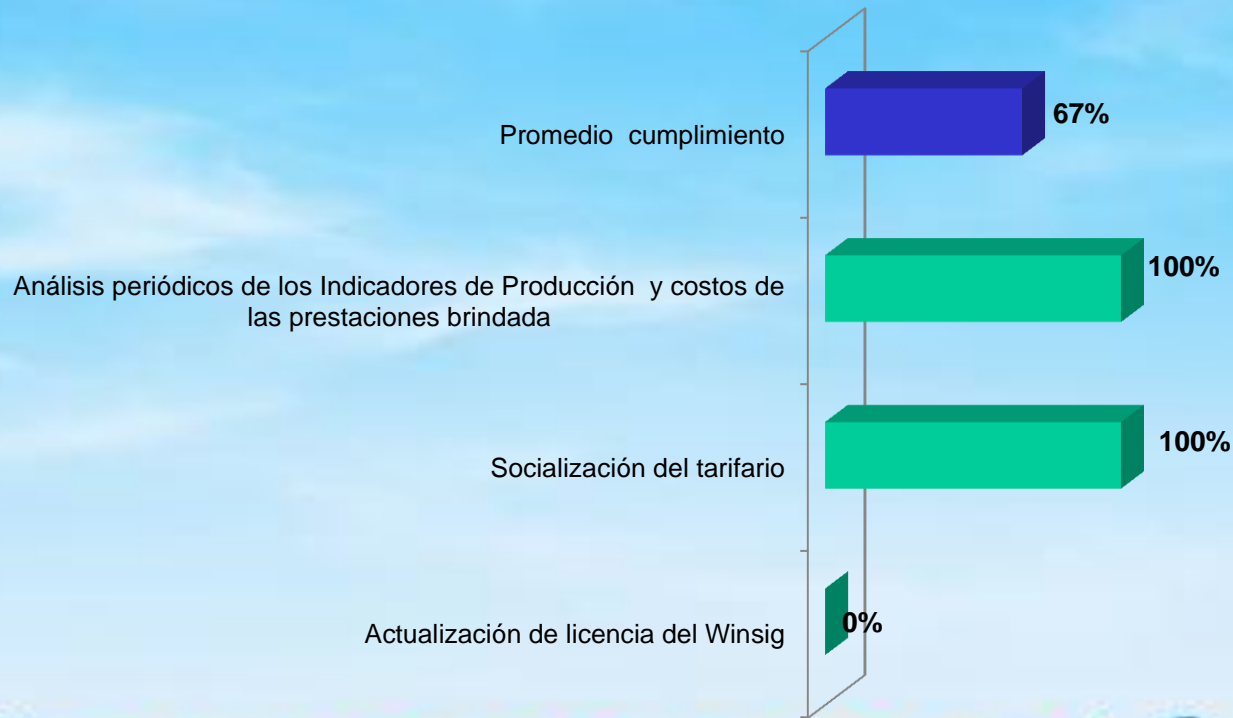 Promedio cumplimiento
67%
Análisis periódicos de los Indicadores de Producción y costos de
las prestaciones brindada
100%
Socialización del tarifario
100%
Actualización de licencia del Winsig
0%